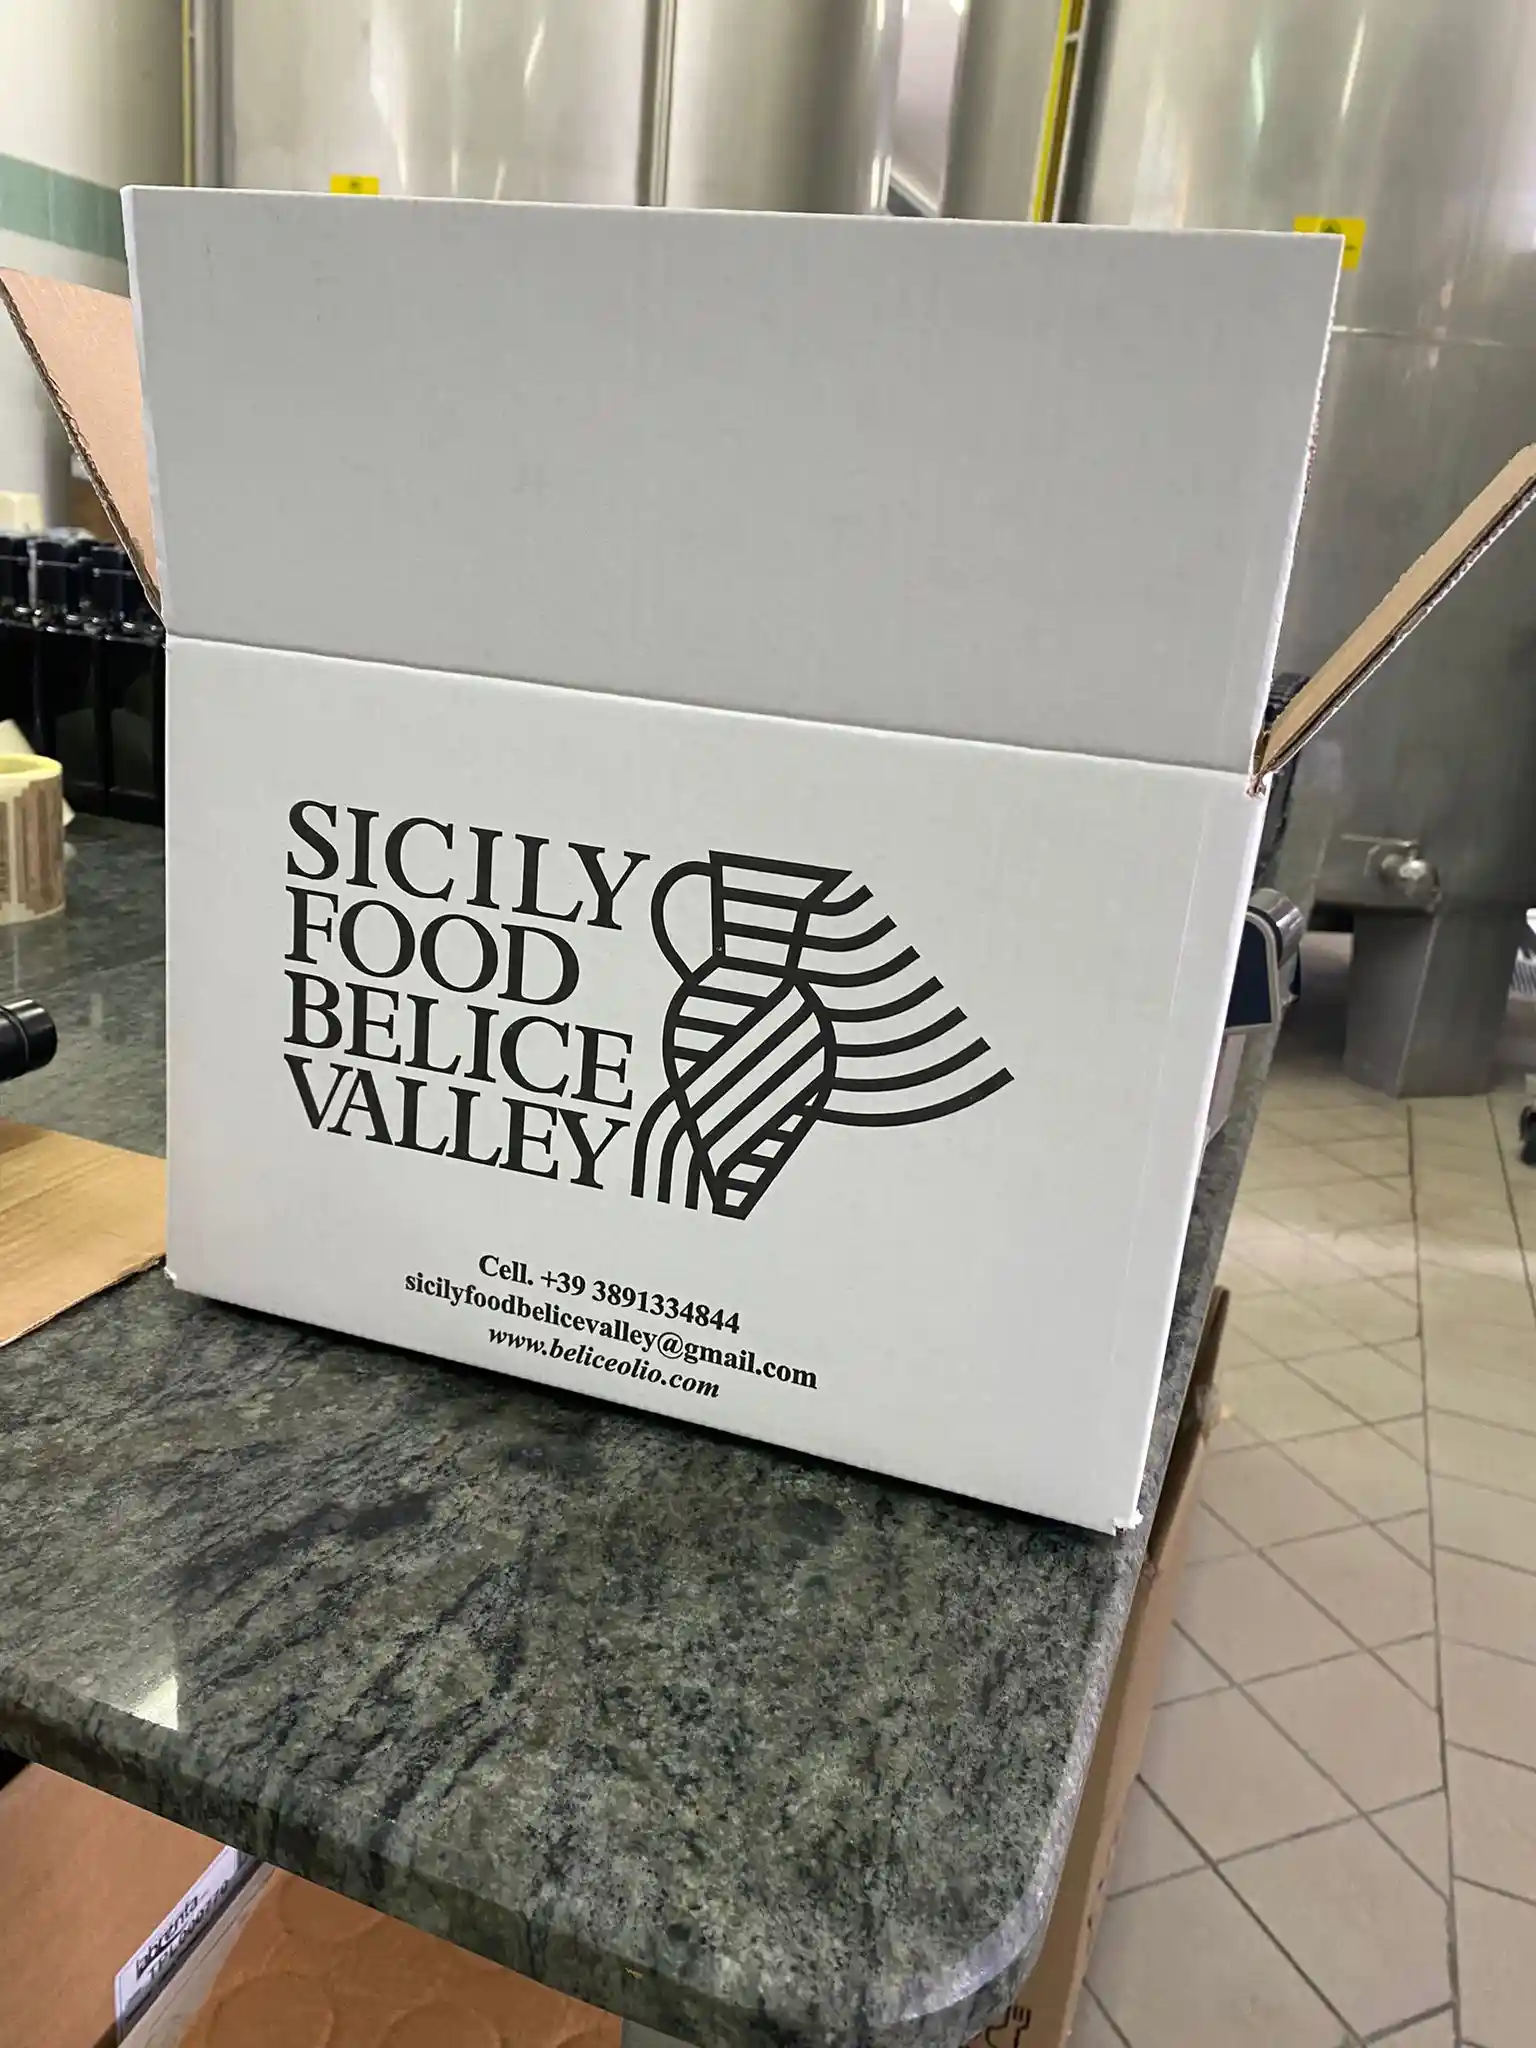 SICILY
FOOD
BELICE
VALLEY
Cell. +39 3891334844
sicilyfoodbelicevalley@gmail.com
www.beliceolio.com